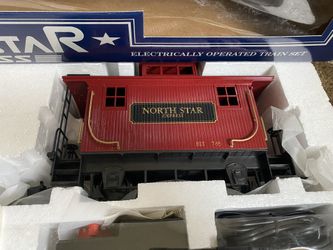 STAR
ELECTRICALLY OPERATED TRAIN SET
NORTH STAR
EXPRESS